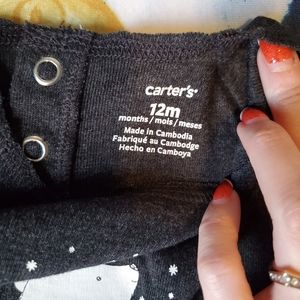 carter's
12m
months / mois / meses
Made in Cambodia
Fabriqué au Cambodge
Hecho en Camboya